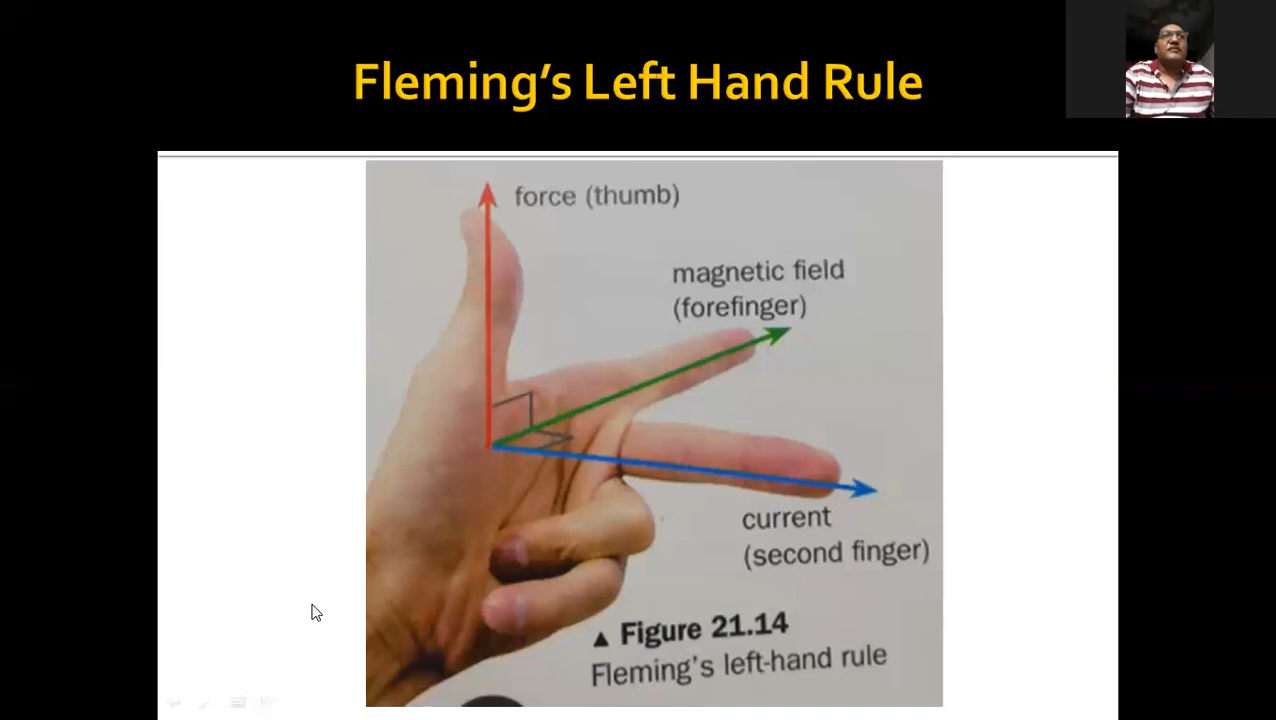 Fleming's Left Hand Rule
force (thumb)
magnetic field
(forefinger)
current
(second finger)
▲ Figure 21.14
Fleming's left-hand rule